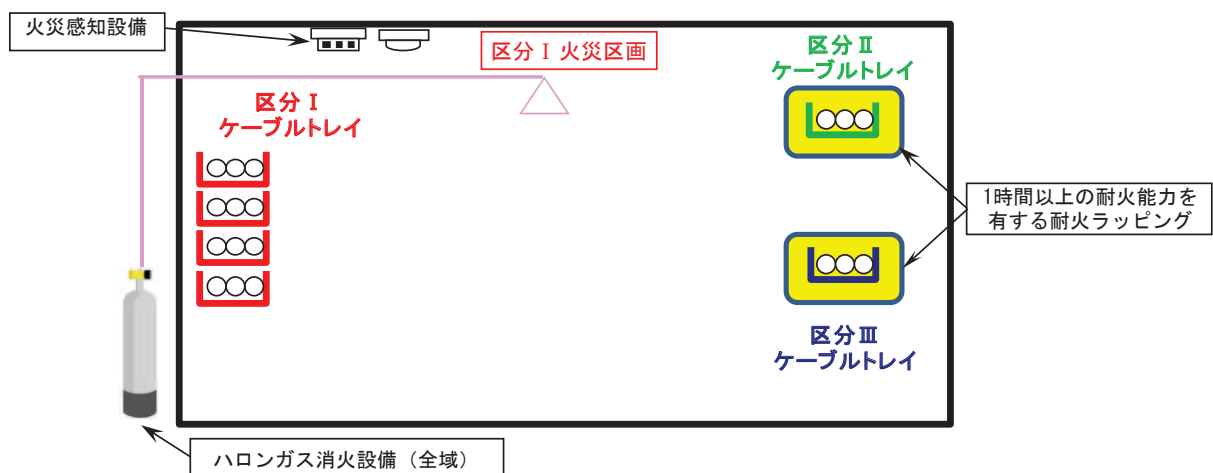 火災感知設備
区分Ⅰ火災区画
区分Ⅱ
ケーブルトレイ
区分Ⅰ
ケーブルトレイ
1時間以上の耐火能力を
有する耐火ラッピング
区分Ⅲ
ケーブルトレイ
ハロンガス消火設備（全域）